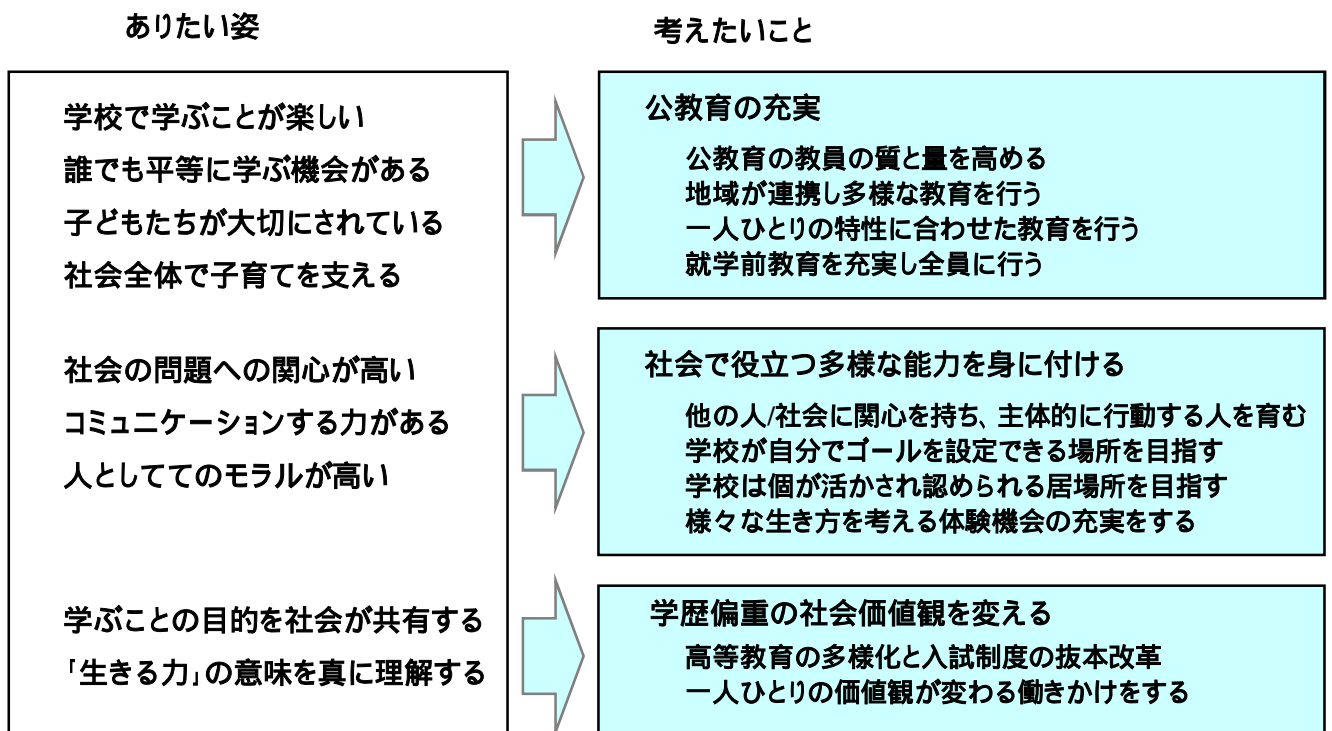 ありたい姿
考えたいこと
学校で学ぶことが楽しい
誰でも平等に学ぶ機会がある
子どもたちが大切にされている
社会全体で子育てを支える
公教育の充実
公教育の教員の質と量を高める
地域が連携し多様な教育を行う
一人ひとりの特性に合わせた教育を行う
就学前教育を充実し全員に行う
社会の問題への関心が高い
コミュニケーションする力がある
人としててのモラルが高い
社会で役立つ多様な能力を身に付ける
他の人/社会に関心を持ち、主体的に行動する人を育む
学校が自分でゴールを設定できる場所を目指す
学校は個が活かされ認められる居場所を目指す
様々な生き方を考える体験機会の充実をする
学ぶことの目的を社会が共有する
「生きる力」の意味を真に理解する
学歴偏重の社会価値観を変える
高等教育の多様化と入試制度の抜本改革
一人ひとりの価値観が変わる働きかけをする